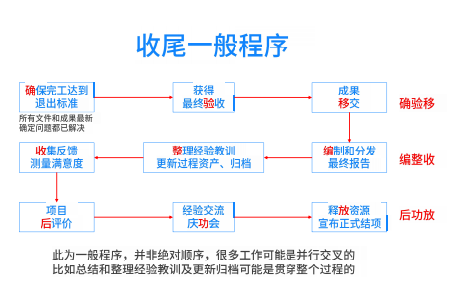 收尾一般程序
确保完工达到
退出标准
获得
最终验收
成果
移交
确验移
所有文件和成果最新
确定问题都已解决
收集反馈
测量满意度
整理经验教训
更新过程资产、归档
编制和分发
最终报告
编整收
项目
后评价
经验交流
庆功会
释放资源
宣布正式结项
后功放
此为一般程序，并非绝对顺序，很多工作可能是并行交叉的
比如总结和整理经验教训及更新归档可能是贯穿整个过程的